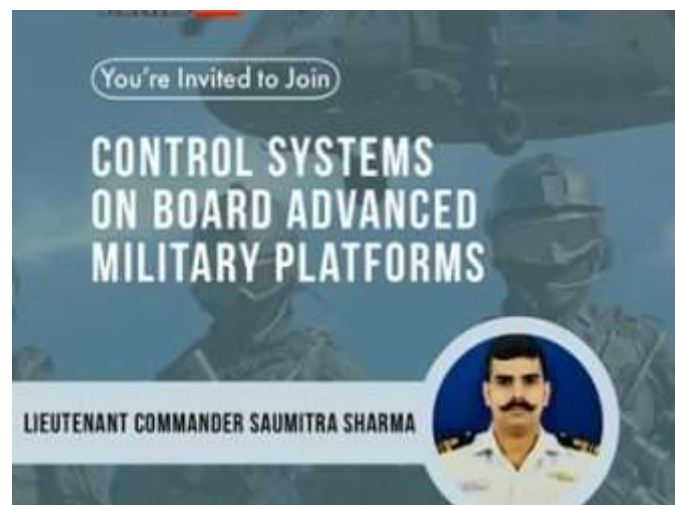 You're Invited to Join
CONTROL SYSTEMS
ON BOARD ADVANCED
MILITARY PLATFORMS
LIEUTENANT COMMANDER SAUMITRA SHARMA